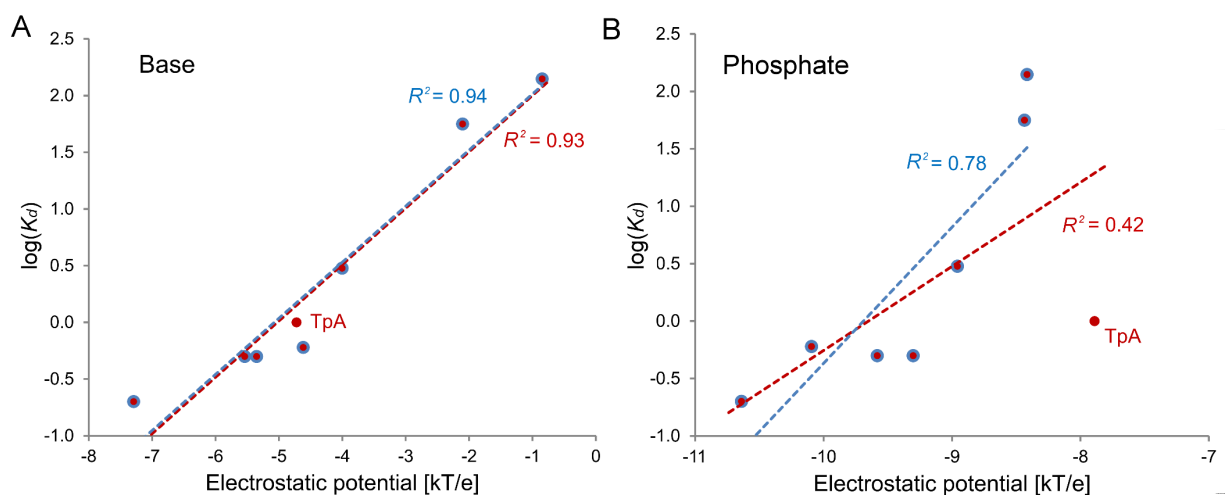 A
Base
log(Kd)
2.5
2.0
1.5
1.0
0.5
0.0
-0.5
-1.0
R² = 0.94
R² = 0.93
TpA
-8 -7 -6 -5 -4 -3 -2 -1 0
Electrostatic potential [kT/e]
B
Phosphate
log(Kd)
2.5
2.0
1.5
1.0
0.5
0.0
-0.5
-1.0
R² = 0.78
R² = 0.42
TpA
-11 -10 -9 -8 -7
Electrostatic potential [kT/e]